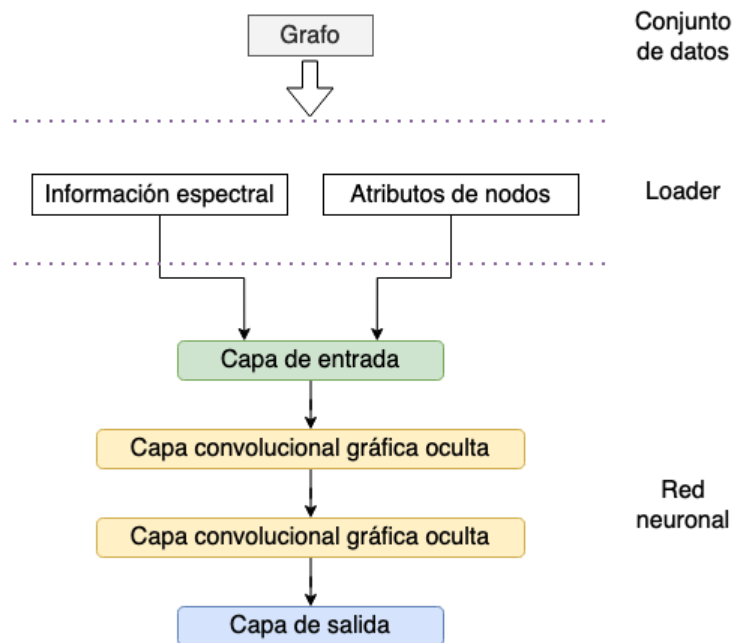 Grafo
Conjunto
de datos
Información espectral
Atributos de nodos
Loader
Capa de entrada
Capa convolucional gráfica oculta
Capa convolucional gráfica oculta
Red
neuronal
Capa de salida